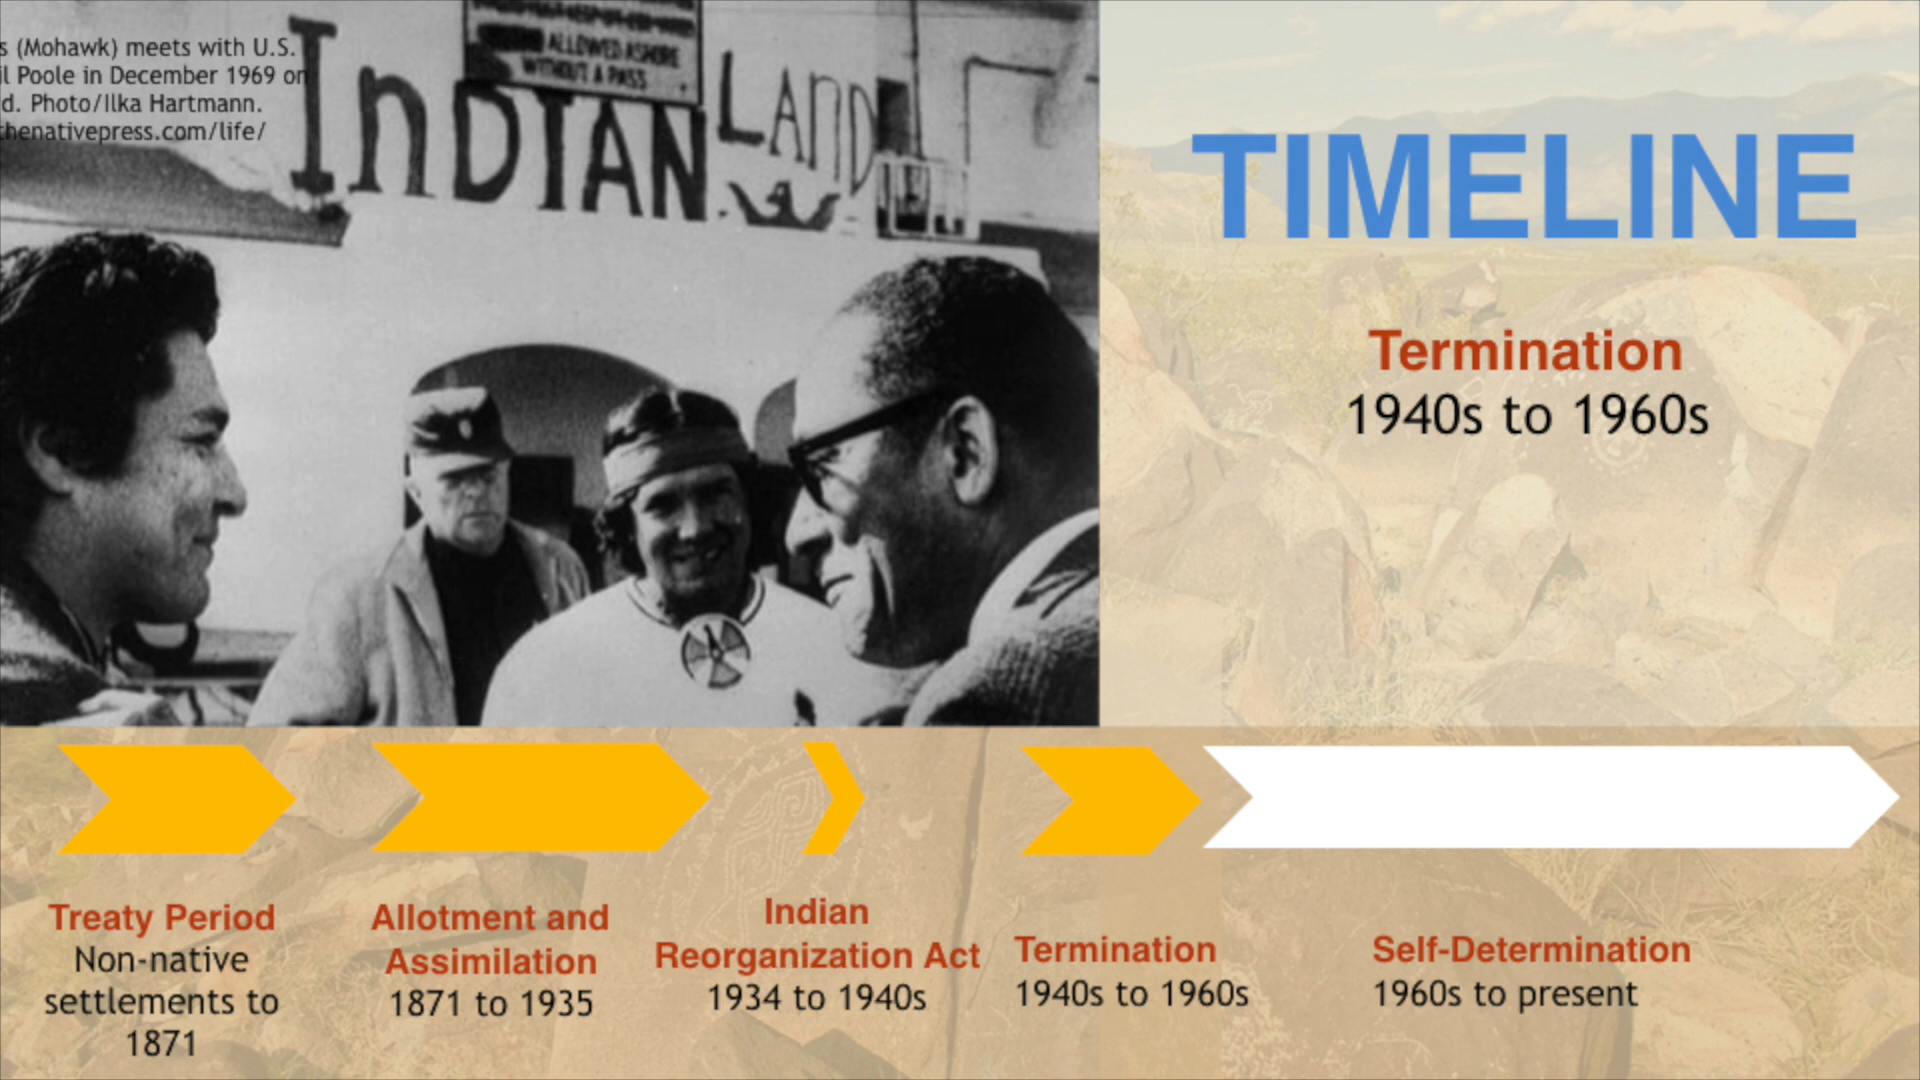 s (Mohawk) meets with U.S.
il Poole in December 1969 on
d. Photo/Ilka Hartmann.
thenativepress.com/life/
ALLOWED ASHORE
WITHOUT A PASS
InDIAN LAnD
TIMELINE
Termination
1940s to 1960s
Treaty Period
Non-native
settlements to
1871
Allotment and
Assimilation
1871 to 1935
Indian
Reorganization Act
1934 to 1940s
Termination
1940s to 1960s
Self-Determination
1960s to present